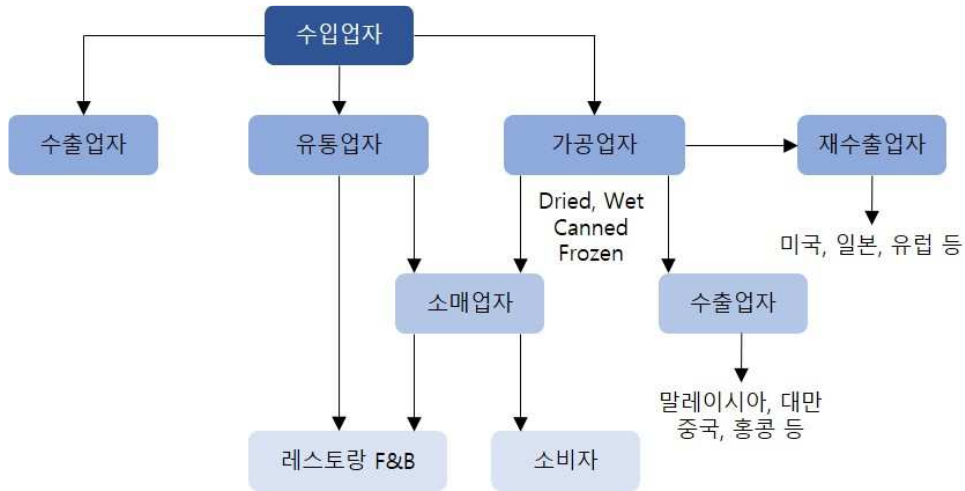 수입업자
수출업자
유통업자
가공업자
재수출업자
Dried, Wet
Canned
Frozen
미국, 일본, 유럽 등
소매업자
수출업자
말레이시아, 대만
중국, 홍콩 등
레스토랑 F&B
소비자